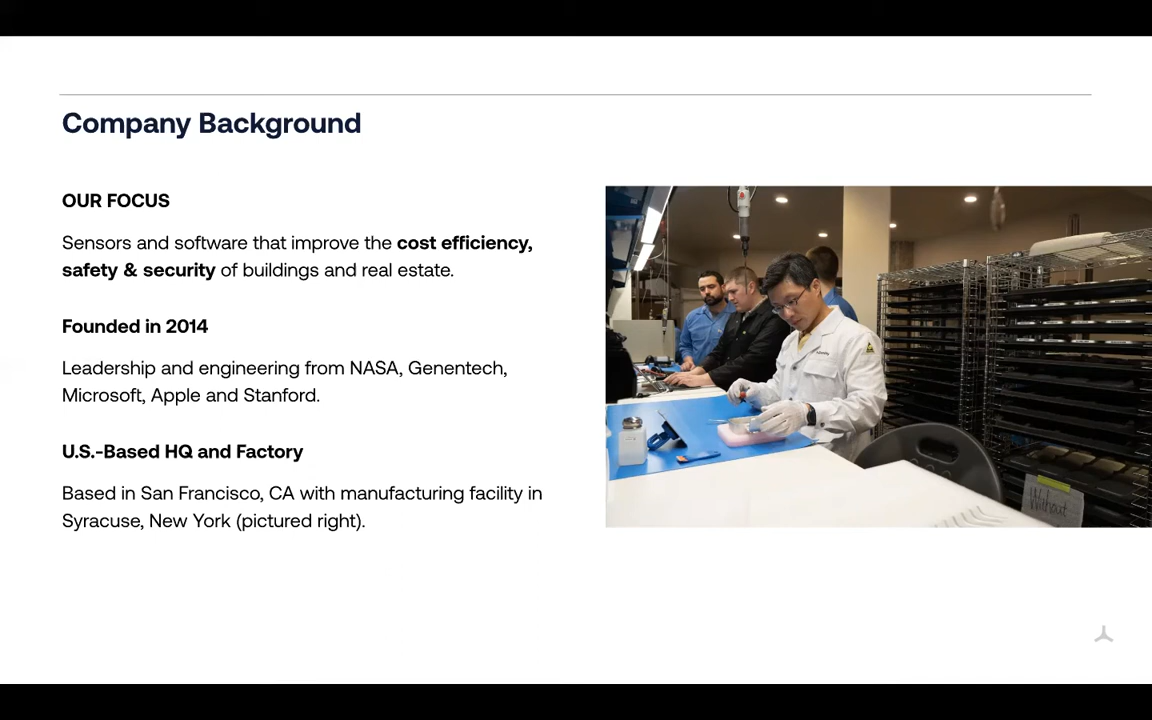 Company Background
OUR FOCUS
Sensors and software that improve the cost efficiency,
safety & security of buildings and real estate.
Founded in 2014
Leadership and engineering from NASA, Genentech,
Microsoft, Apple and Stanford.
U.S.-Based HQ and Factory
Based in San Francisco, CA with manufacturing facility in
Syracuse, New York (pictured right).
Without